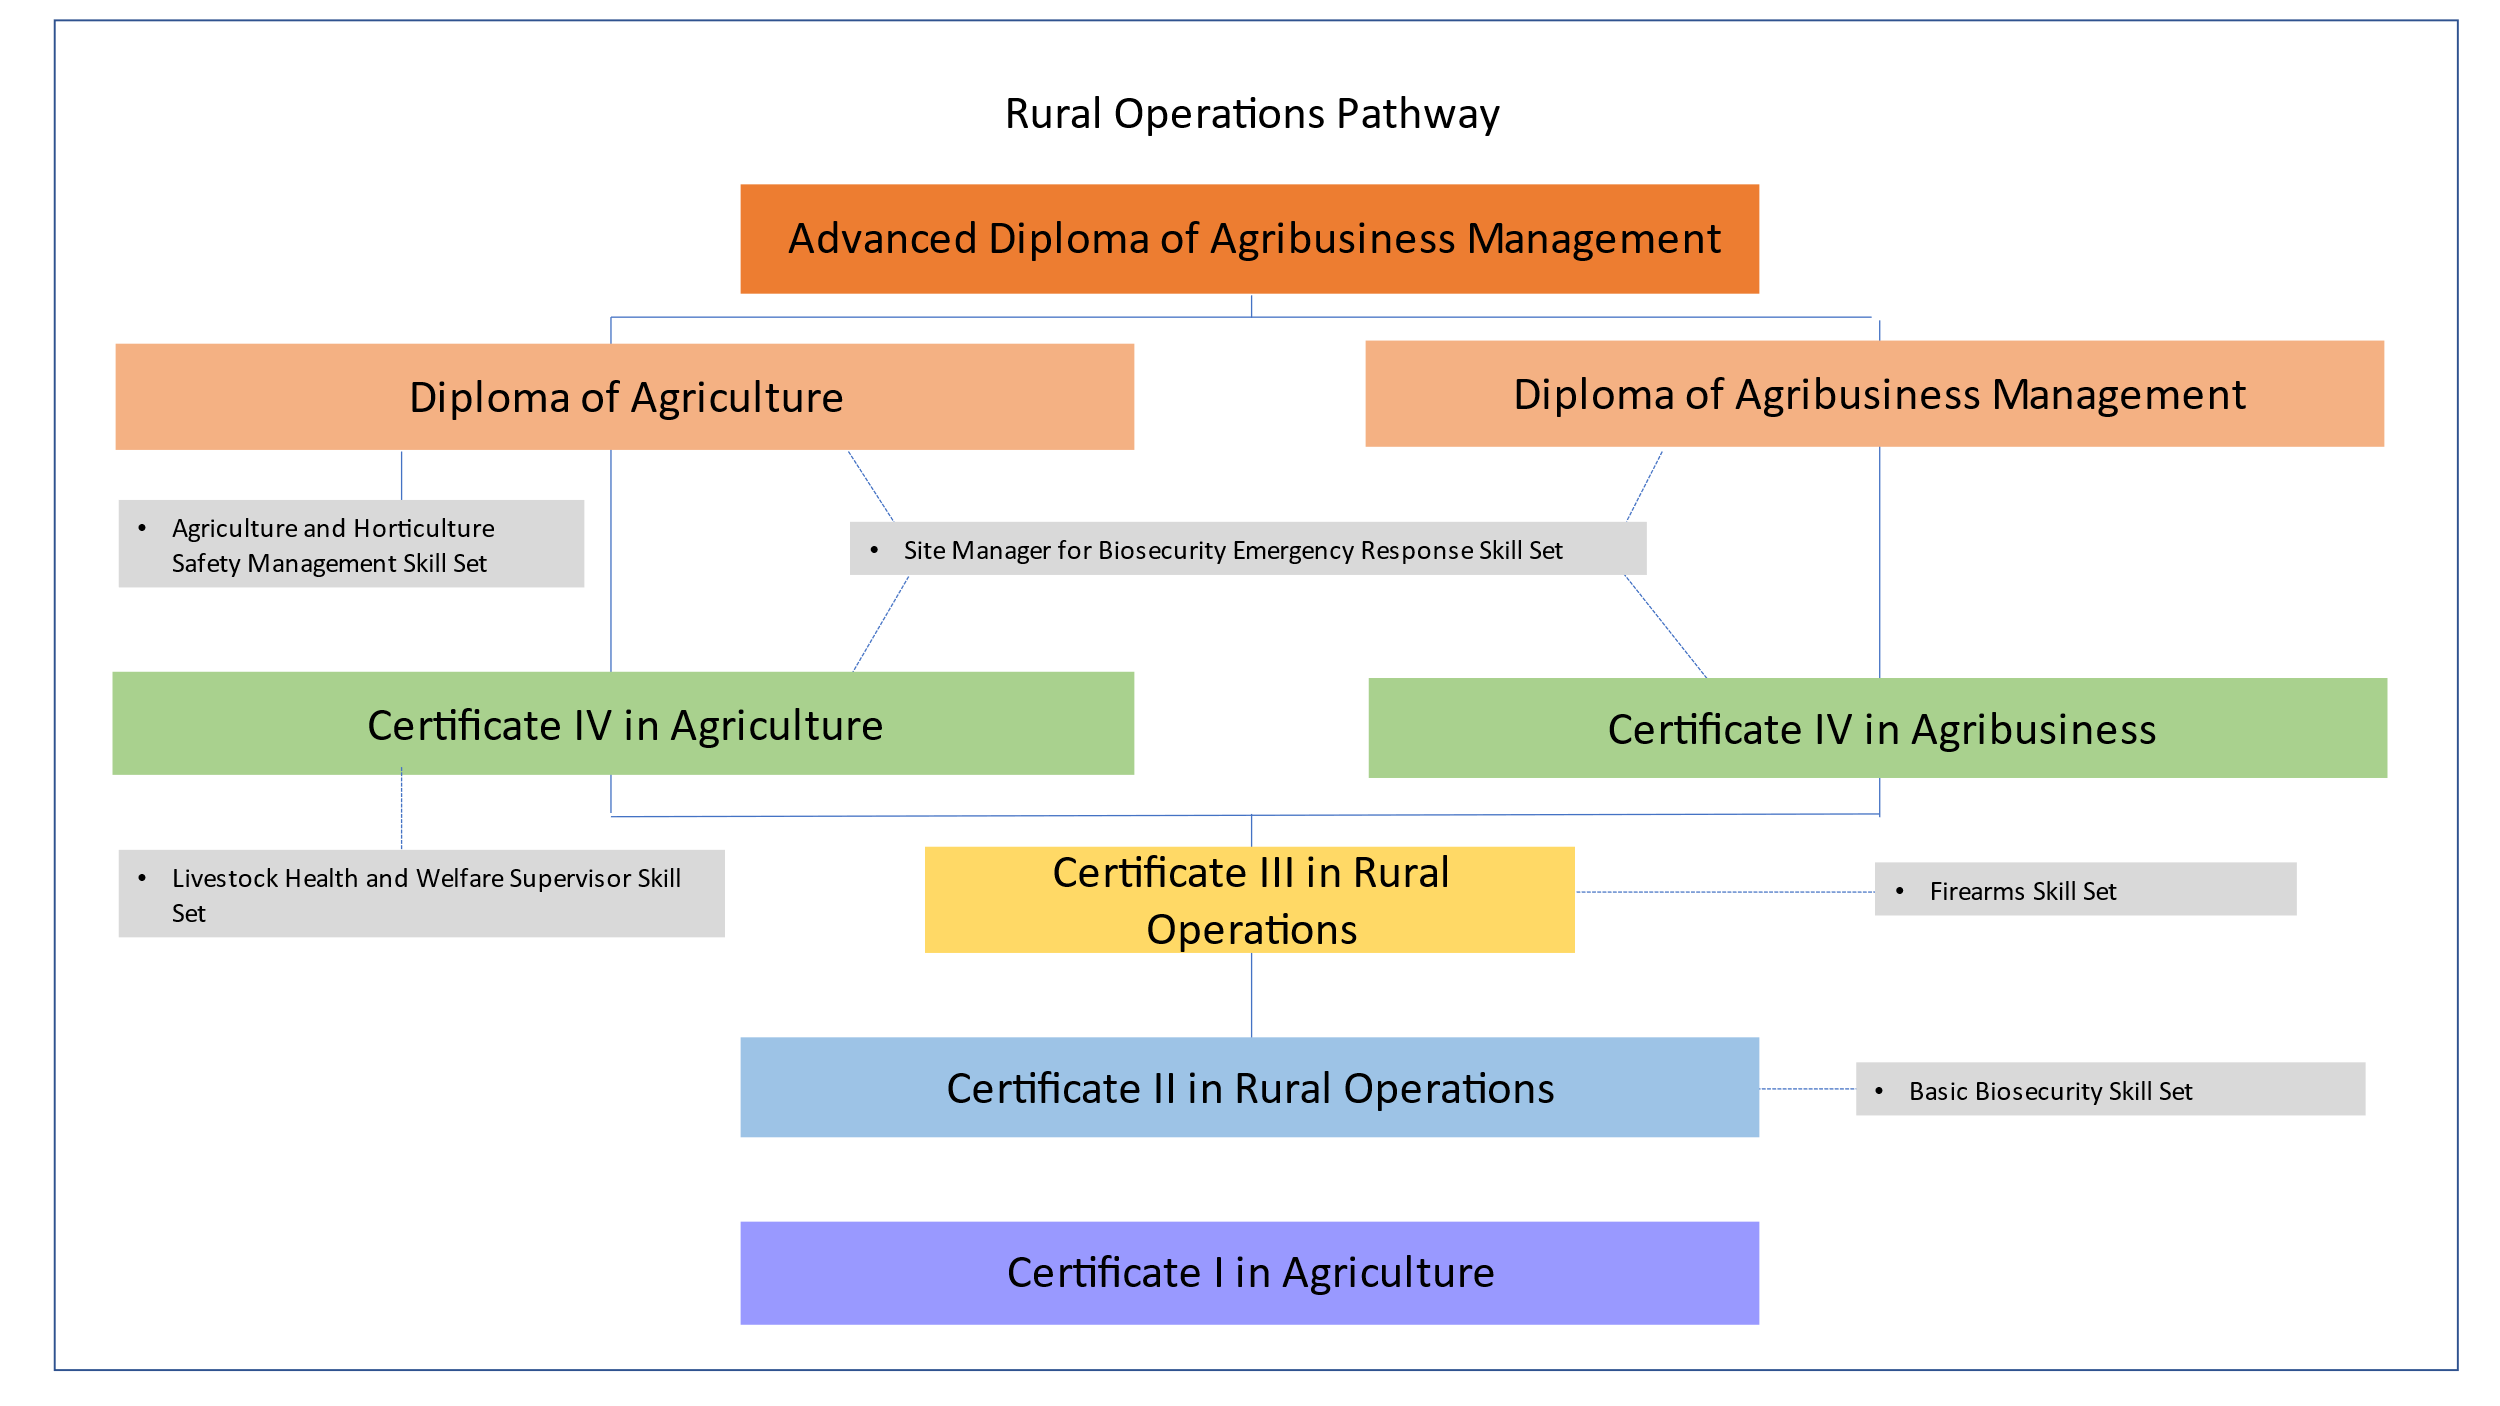 Rural Operations Pathway
Advanced Diploma of Agribusiness Management
Diploma of Agriculture
Diploma of Agribusiness Management
• Agriculture and Horticulture
Safety Management Skill Set
• Site Manager for Biosecurity Emergency Response Skill Set
Certificate IV in Agriculture
Certificate IV in Agribusiness
• Livestock Health and Welfare Supervisor Skill
Set
Certificate III in Rural
Operations
• Firearms Skill Set
Certificate II in Rural Operations
• Basic Biosecurity Skill Set
Certificate I in Agriculture